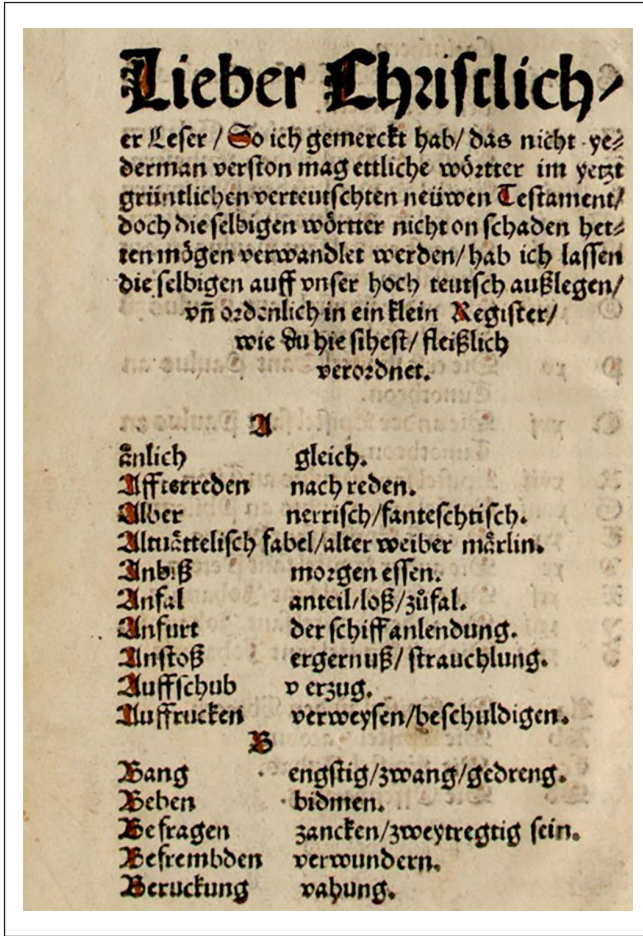 Lieber Christlich/
er Leser / So ich gemerckt hab/ das nicht ye⸗
derman verston mag ettliche wörtter im yetzt
grüntlichen verteutschten neüwen Testament/
doch die selbigen wörtter nicht on schaden het⸗
ten mögen verwandlet werden/ hab ich lassen
die selbigen auff vnser hoch teutsch außlegen/
vñ ordenlich in ein klein Register/
wie du hie sihest/ fleißlich
verordnet.
A
änlich gleich.
Affterreden nach reden.
Alber nerrisch/fanteschtisch.
Altuättelisch fabel/alter weiber märlin.
Anbiß morgen essen.
Anfal anteil/loß/zůfal.
Anfurt der schiff anlendung.
Anstoß ergernuß/ strauchlung.
Auffschub verzug.
Auffrucken verweysen/beschuldigen.
B
Bang engstig/zwang/gedreng.
Beben bidmen.
Befragen zancken/zweytregtig sein.
Befrembden verwundern.
Beruckung vahung.